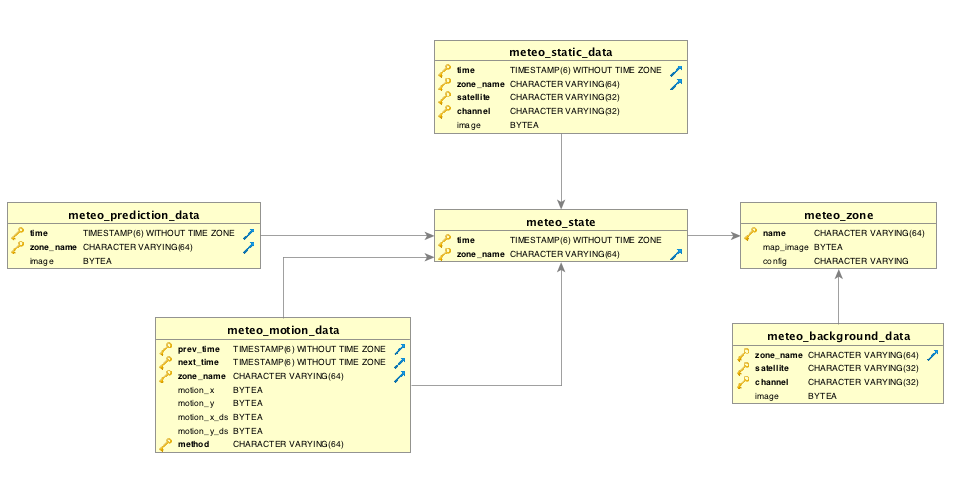 meteo_static_data
time TIMESTAMP(6) WITHOUT TIME ZONE
zone_name CHARACTER VARYING(64)
satellite CHARACTER VARYING(32)
channel CHARACTER VARYING(32)
image BYTEA
meteo_prediction_data
time TIMESTAMP(6) WITHOUT TIME ZONE
zone_name CHARACTER VARYING(64)
image BYTEA
meteo_state
time TIMESTAMP(6) WITHOUT TIME ZONE
zone_name CHARACTER VARYING(64)
meteo_zone
name CHARACTER VARYING(64)
map_image BYTEA
config CHARACTER VARYING
meteo_motion_data
prev_time TIMESTAMP(6) WITHOUT TIME ZONE
next_time TIMESTAMP(6) WITHOUT TIME ZONE
zone_name CHARACTER VARYING(64)
motion_x BYTEA
motion_y BYTEA
motion_x_ds BYTEA
motion_y_ds BYTEA
method CHARACTER VARYING(64)
meteo_background_data
zone_name CHARACTER VARYING(64)
satellite CHARACTER VARYING(32)
channel CHARACTER VARYING(32)
image BYTEA